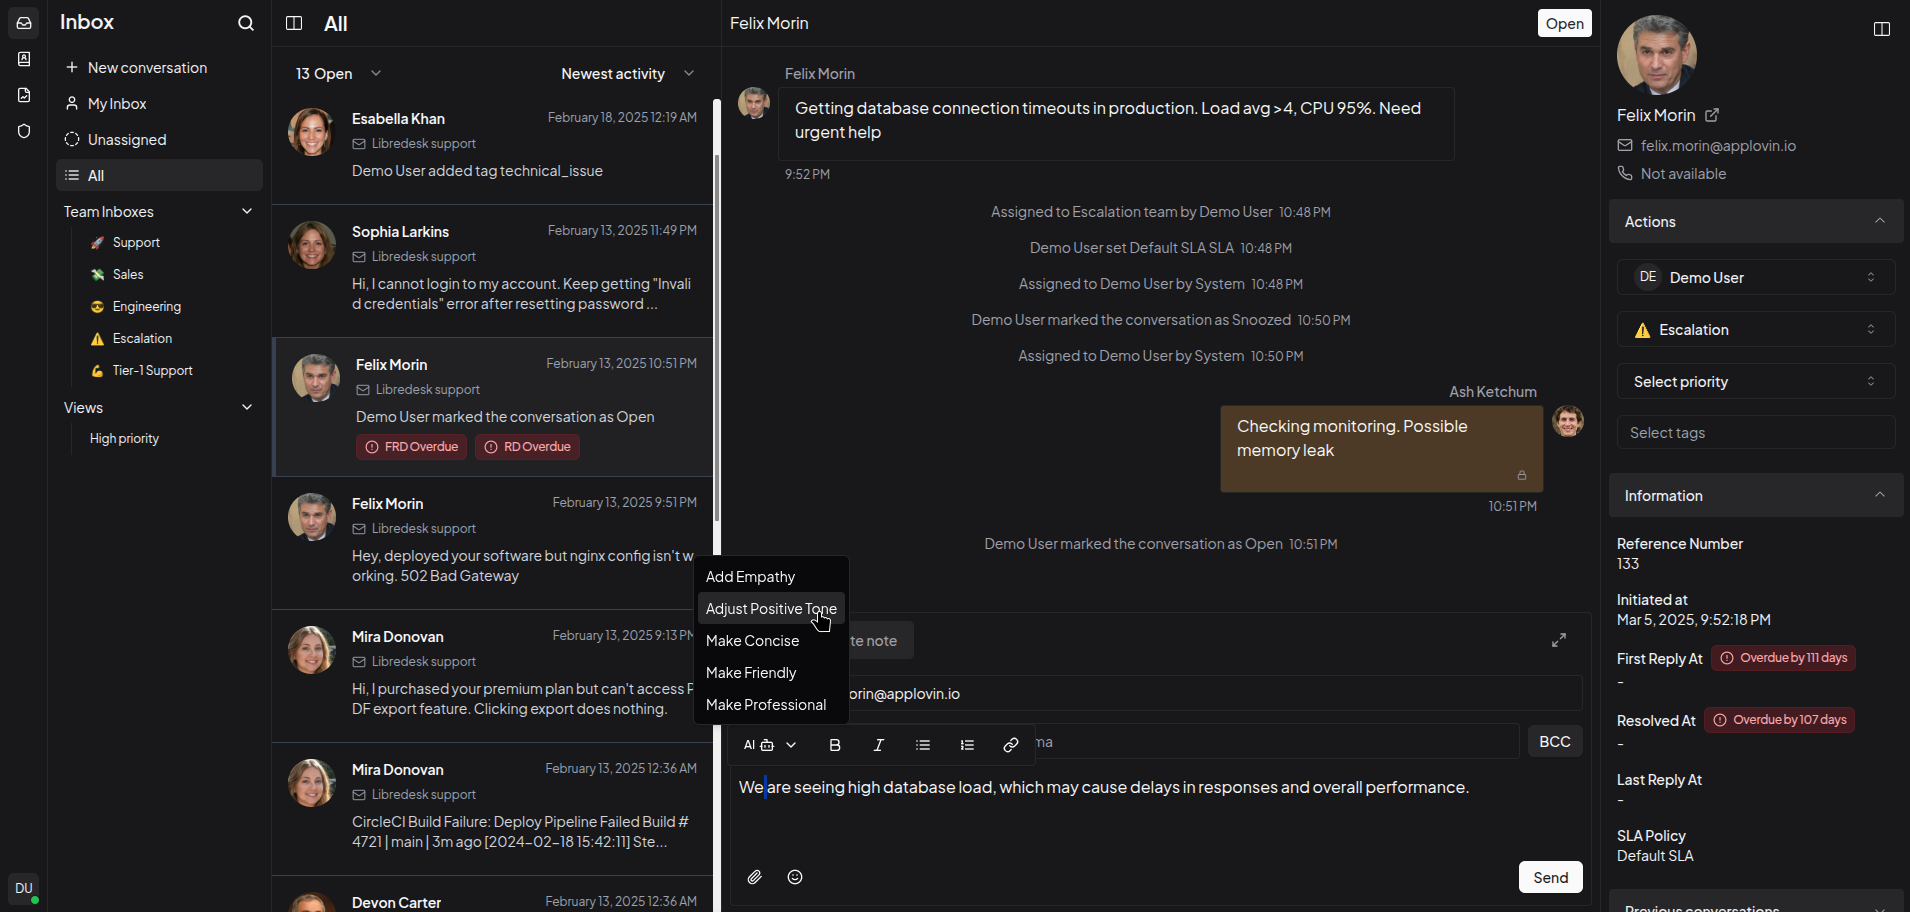 Inbox
New conversation
My Inbox
Unassigned
All
Team Inboxes
🚀 Support
💸 Sales
😎 Engineering
⚠️ Escalation
💪 Tier-1 Support
Views
High priority
DU
All
13 Open
Newest activity
Esabella Khan February 18, 2025 12:19 AM
Libredesk support
Demo User added tag technical_issue
Sophia Larkins February 13, 2025 11:49 PM
Libredesk support
Hi, I cannot login to my account. Keep getting "Invali
d credentials" error after resetting password ...
Felix Morin February 13, 2025 10:51 PM
Libredesk support
Demo User marked the conversation as Open
FRD Overdue RD Overdue
Felix Morin February 13, 2025 9:51 PM
Libredesk support
Hey, deployed your software but nginx config isn't w
orking. 502 Bad Gateway
Mira Donovan February 13, 2025 9:13 PM
Libredesk support
Hi, I purchased your premium plan but can't access P
DF export feature. Clicking export does nothing.
Mira Donovan February 13, 2025 12:36 AM
Libredesk support
CircleCI Build Failure: Deploy Pipeline Failed Build #
4721 | main | 3m ago [2024-02-18 15:42:11] Ste...
Devon Carter February 13, 2025 12:36 AM
Felix Morin
Open
Felix Morin
Getting database connection timeouts in production. Load avg >4, CPU 95%. Need
urgent help
9:52 PM
Assigned to Escalation team by Demo User 10:48 PM
Demo User set Default SLA SLA 10:48 PM
Assigned to Demo User by System 10:48 PM
Demo User marked the conversation as Snoozed 10:50 PM
Assigned to Demo User by System 10:50 PM
Ash Ketchum
Checking monitoring. Possible
memory leak
10:51 PM
Demo User marked the conversation as Open 10:51 PM
Add Empathy
Adjust Positive Tone
Make Concise
Make Friendly
Make Professional
te note
orin@applovin.io
AI
ma
BCC
We are seeing high database load, which may cause delays in responses and overall performance.
Send
Felix Morin
felix.morin@applovin.io
Not available
Actions
DE Demo User
⚠️ Escalation
Select priority
Select tags
Information
Reference Number
133
Initiated at
Mar 5, 2025, 9:52:18 PM
First Reply At Overdue by 111 days
-
Resolved At Overdue by 107 days
-
Last Reply At
-
SLA Policy
Default SLA
Previous conversations